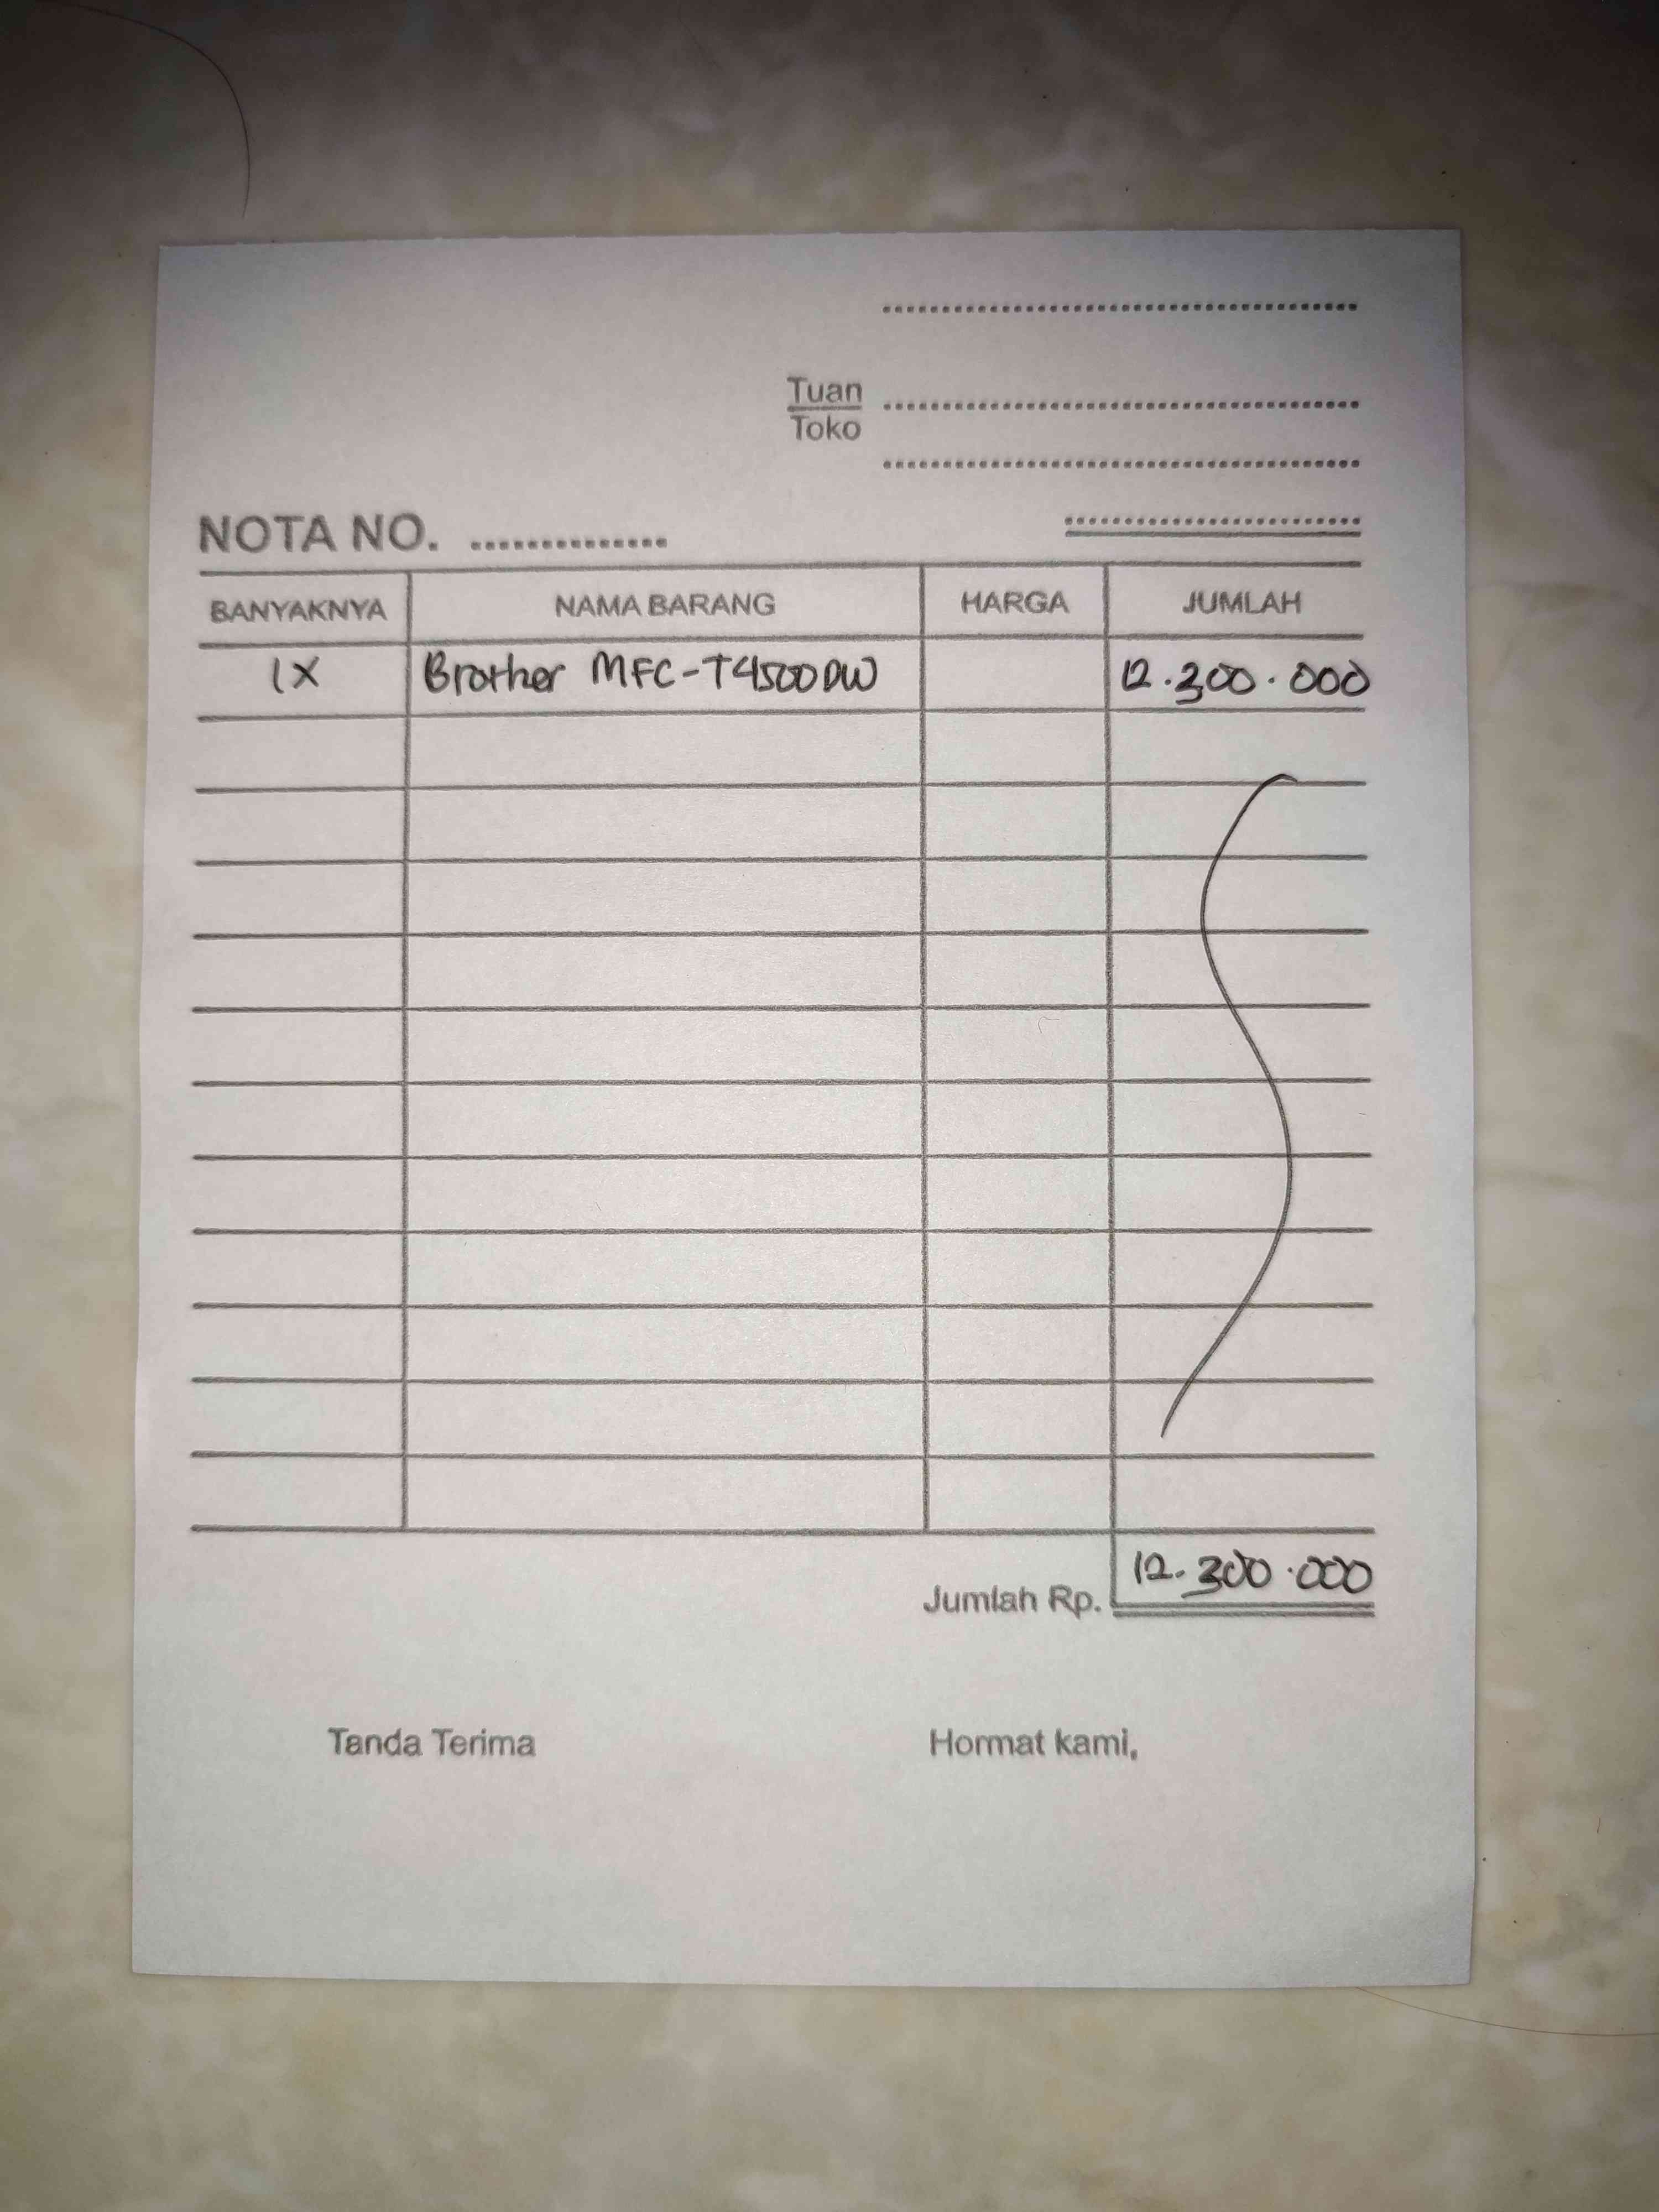 Tuan
Toko
NOTA NO.
BANYAKNYA NAMA BARANG HARGA JUMLAH
1X Brother MFC-T4500DW 12.300.000
Jumlah Rp. 12.300.000
Tanda Terima Hormat kami,